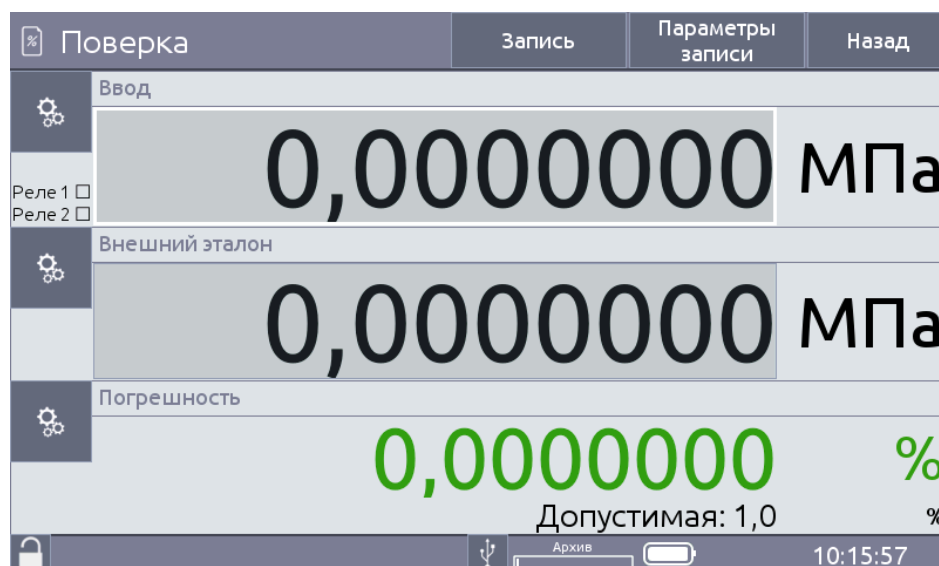 % Поверка
Запись
Параметры
записи
Назад
Ввод
0,0000000 МПа
Реле 1
Реле 2
Внешний эталон
0,0000000 МПа
Погрешность
0,0000000 %
Допустимая: 1,0 %
Архив
10:15:57